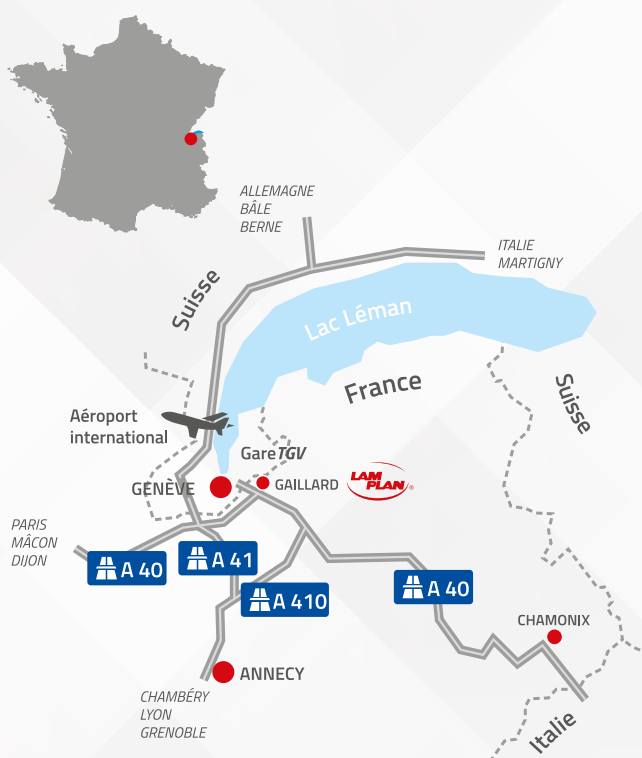 ALLEMAGNE
BÂLE
BERNE
ITALIE
MARTIGNY
Suisse
Lac Léman
France
Suisse
Aéroport
international
Gare TGV
GENÈVE
GAILLARD
LAM
PLAN®
PARIS
MÂCON
DIJON
A 40
A 41
A 410
A 40
CHAMONIX
ANNECY
CHAMBÉRY
LYON
GRENOBLE
Italie